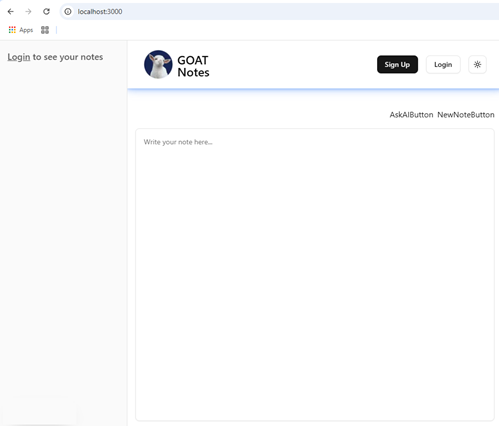 localhost:3000
Apps
Login to see your notes
GOAT
Notes
Sign Up
Login
AskAIButton NewNoteButton
Write your note here...